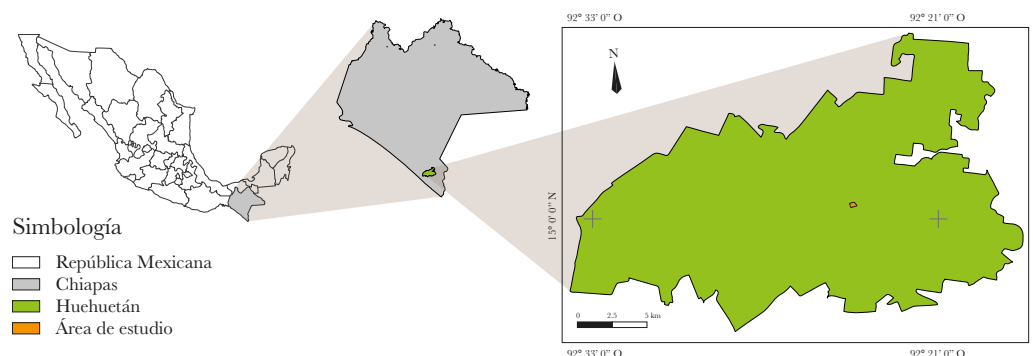 92° 33' 0'' O
92° 21' 0'' O
N
15° 0' 0'' N
Simbología
República Mexicana
Chiapas
Huehuetán
Área de estudio
0 2.5 5 km
92° 33' 0'' O
92° 21' 0'' O